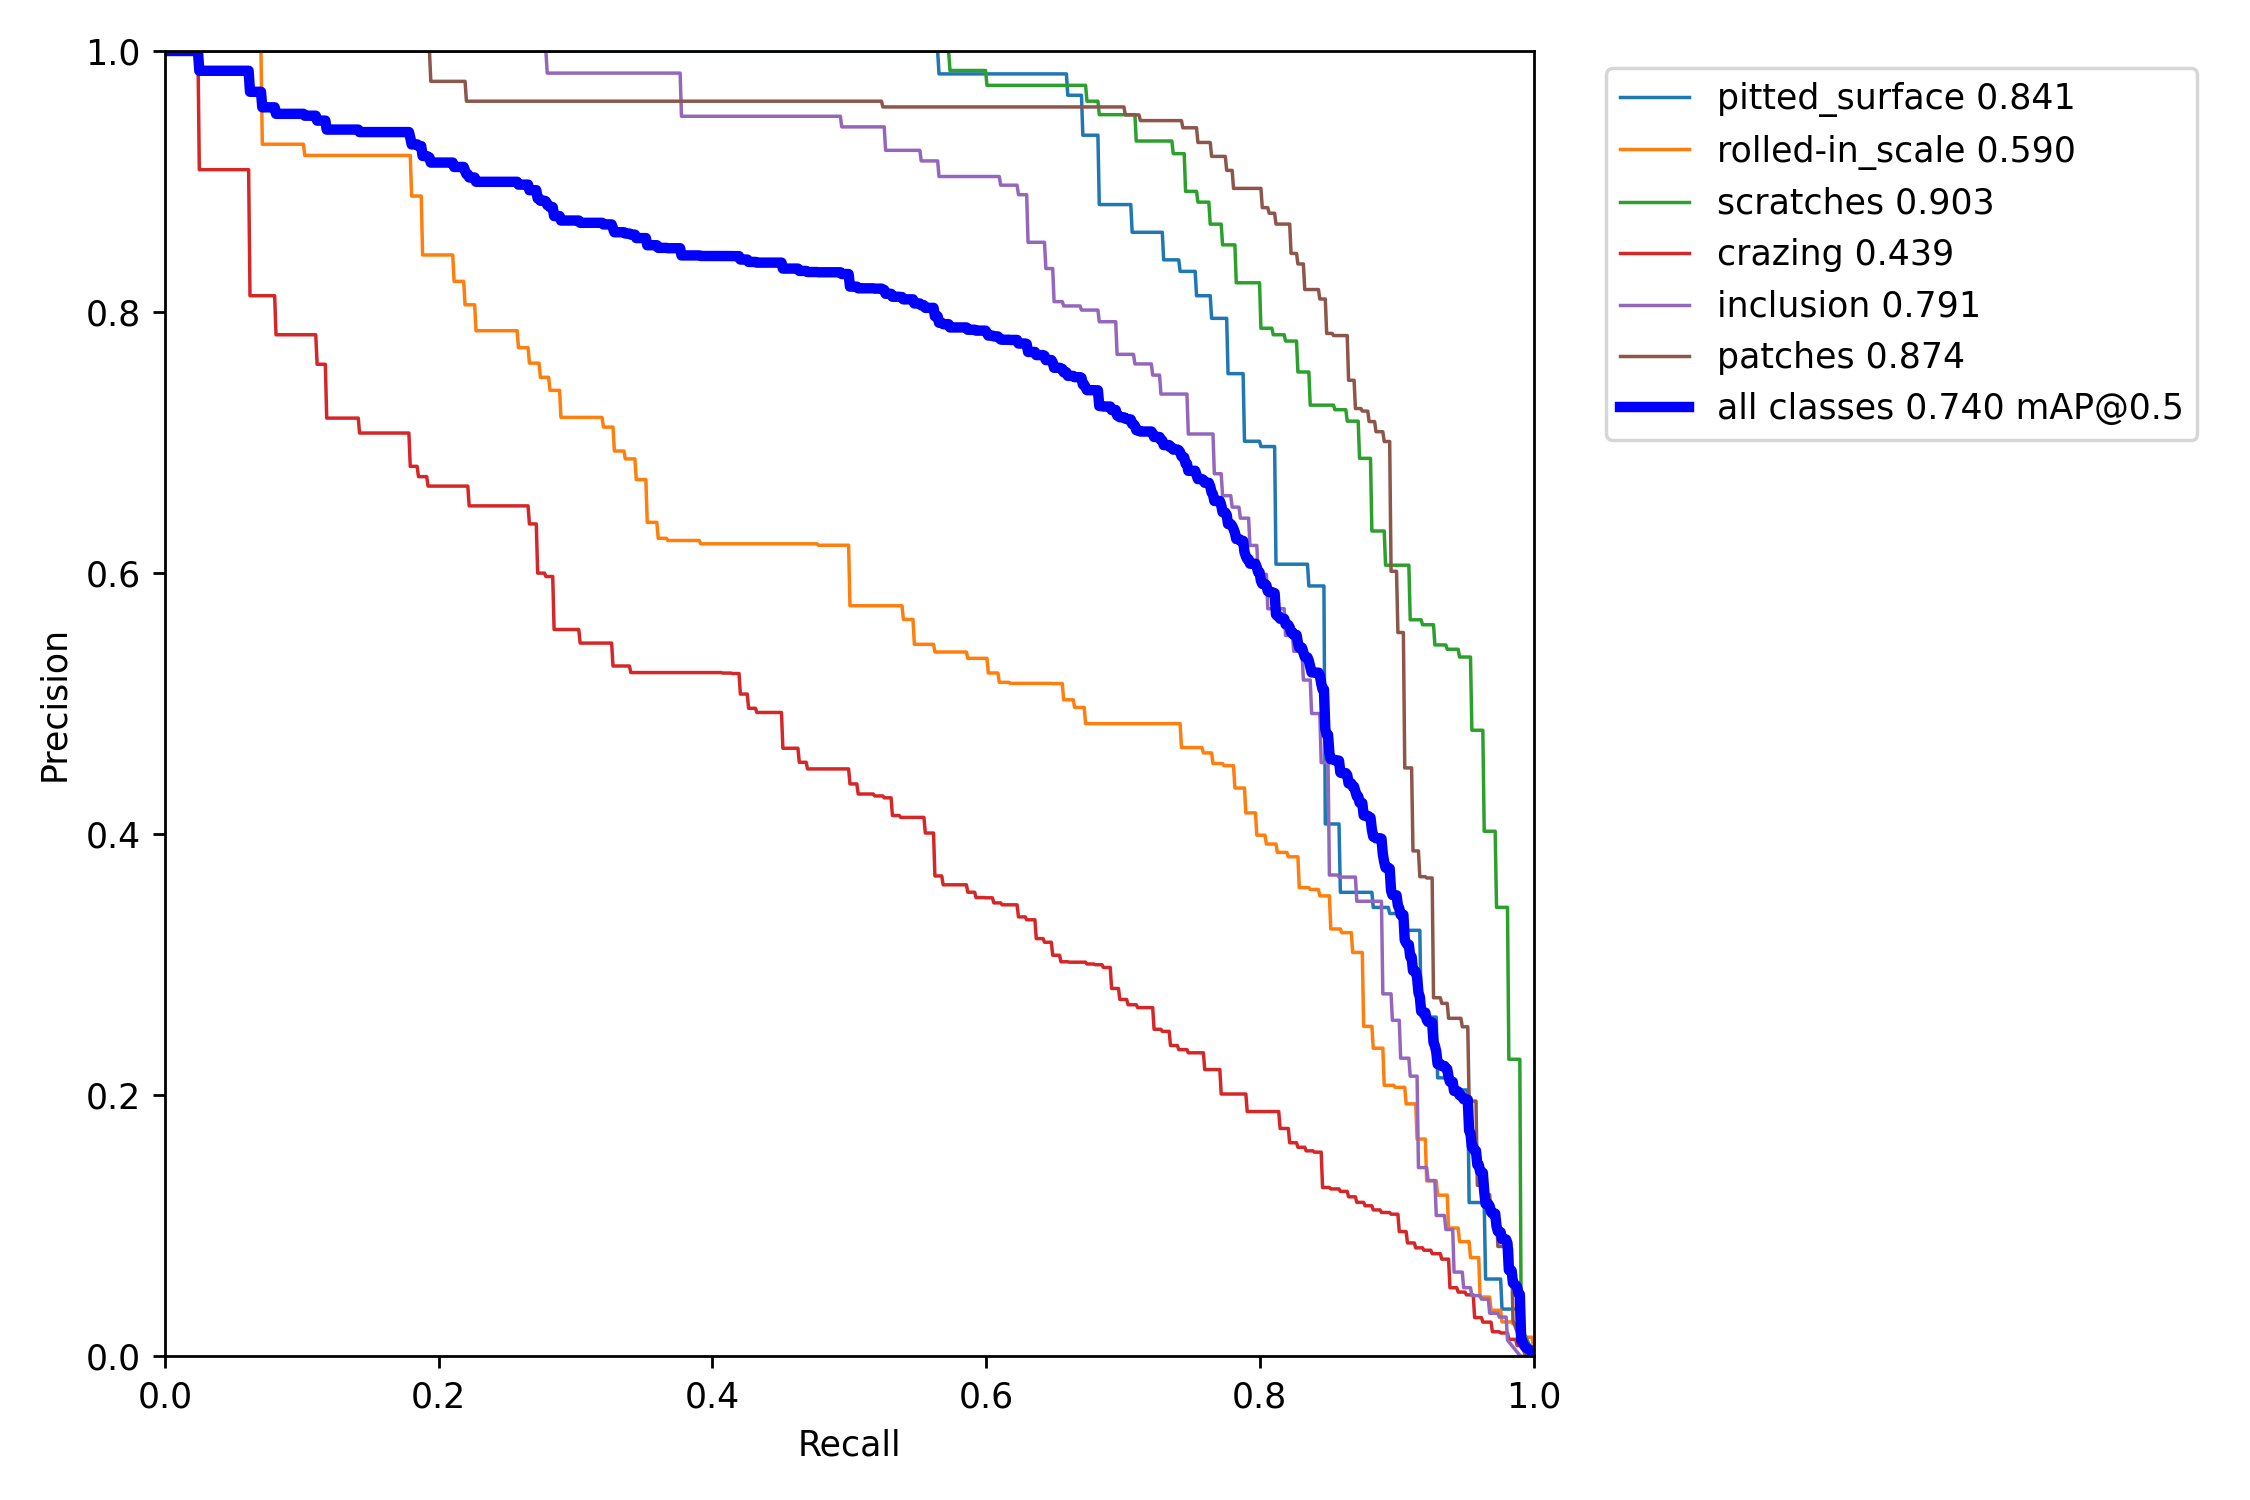 1.0
0.8
0.6
0.4
0.2
0.0
Precision
0.0 0.2 0.4 0.6 0.8 1.0
Recall
pitted_surface 0.841
rolled-in_scale 0.590
scratches 0.903
crazing 0.439
inclusion 0.791
patches 0.874
all classes 0.740 mAP@0.5